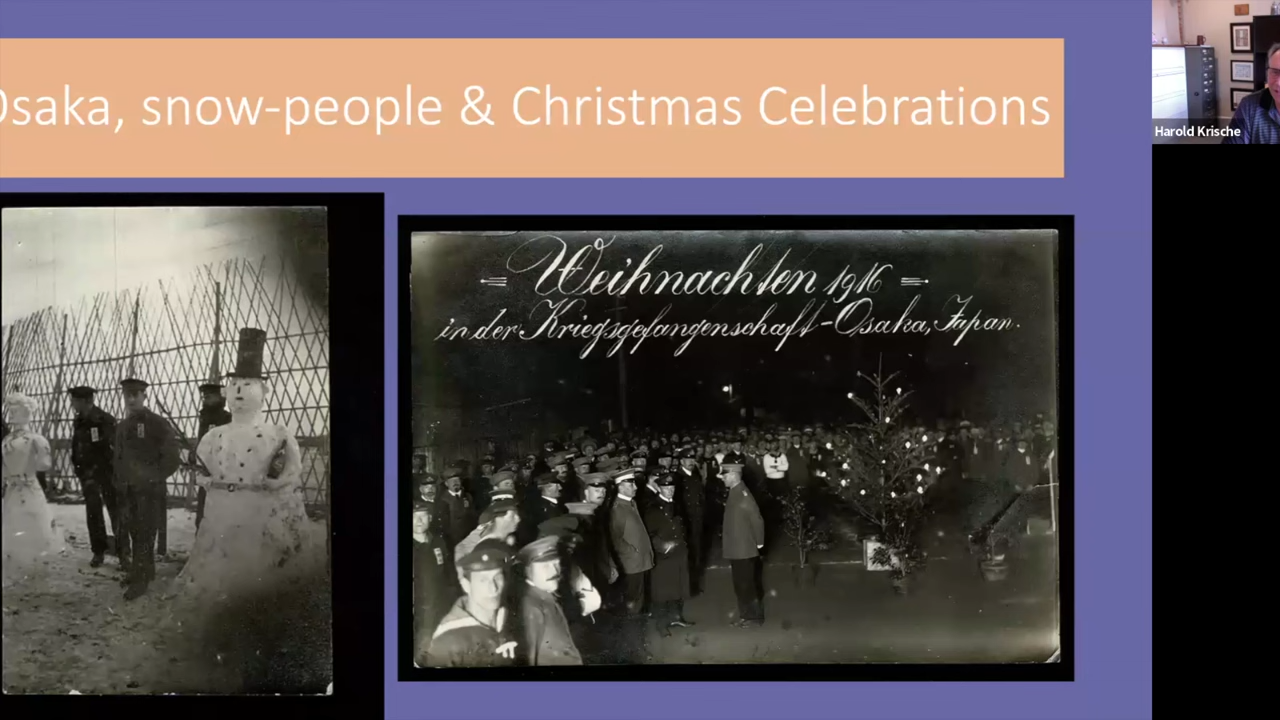 Osaka, snow-people & Christmas Celebrations
Harold Krische
Weihnachten 1916
in der Kriegsgefangenschaft-Osaka, Japan.